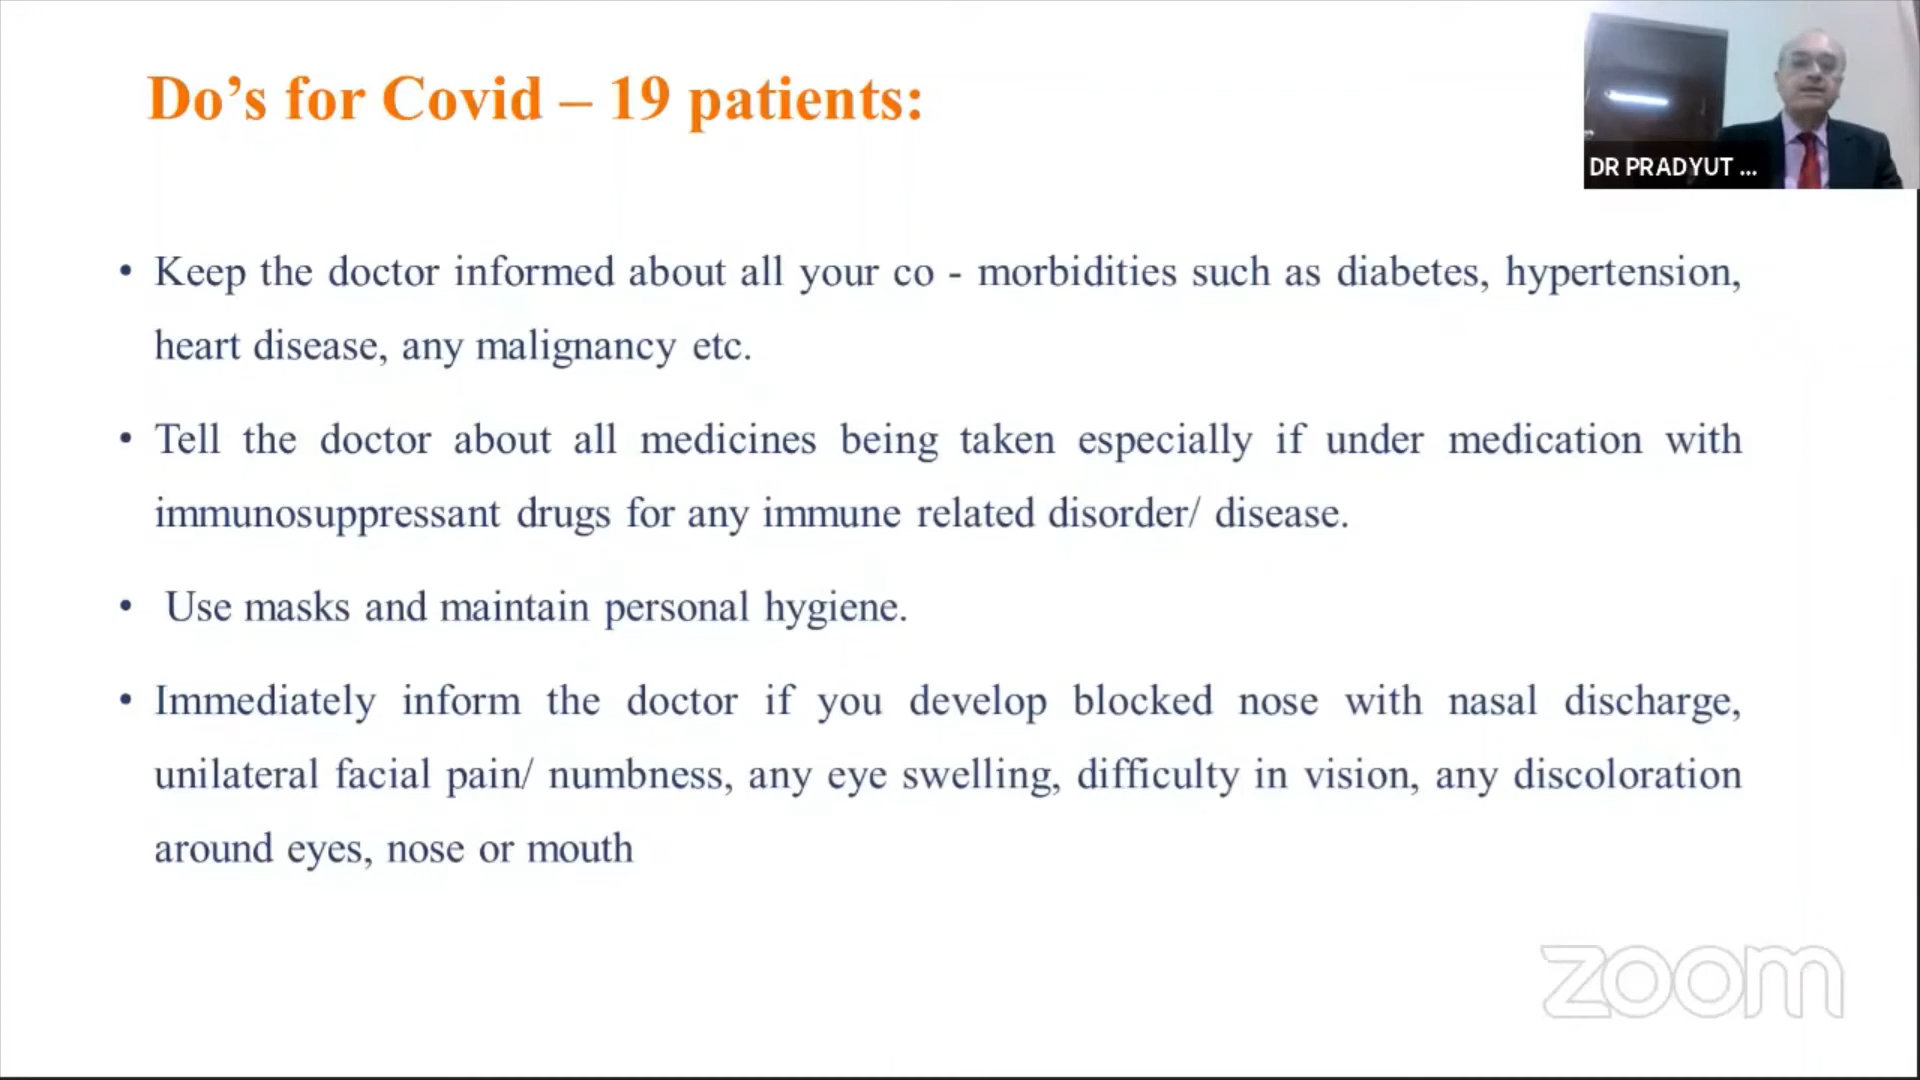 Do’s for Covid – 19 patients:
DR PRADYUT ...
• Keep the doctor informed about all your co - morbidities such as diabetes, hypertension,
heart disease, any malignancy etc.
• Tell the doctor about all medicines being taken especially if under medication with
immunosuppressant drugs for any immune related disorder/ disease.
• Use masks and maintain personal hygiene.
• Immediately inform the doctor if you develop blocked nose with nasal discharge,
unilateral facial pain/ numbness, any eye swelling, difficulty in vision, any discoloration
around eyes, nose or mouth
zoom